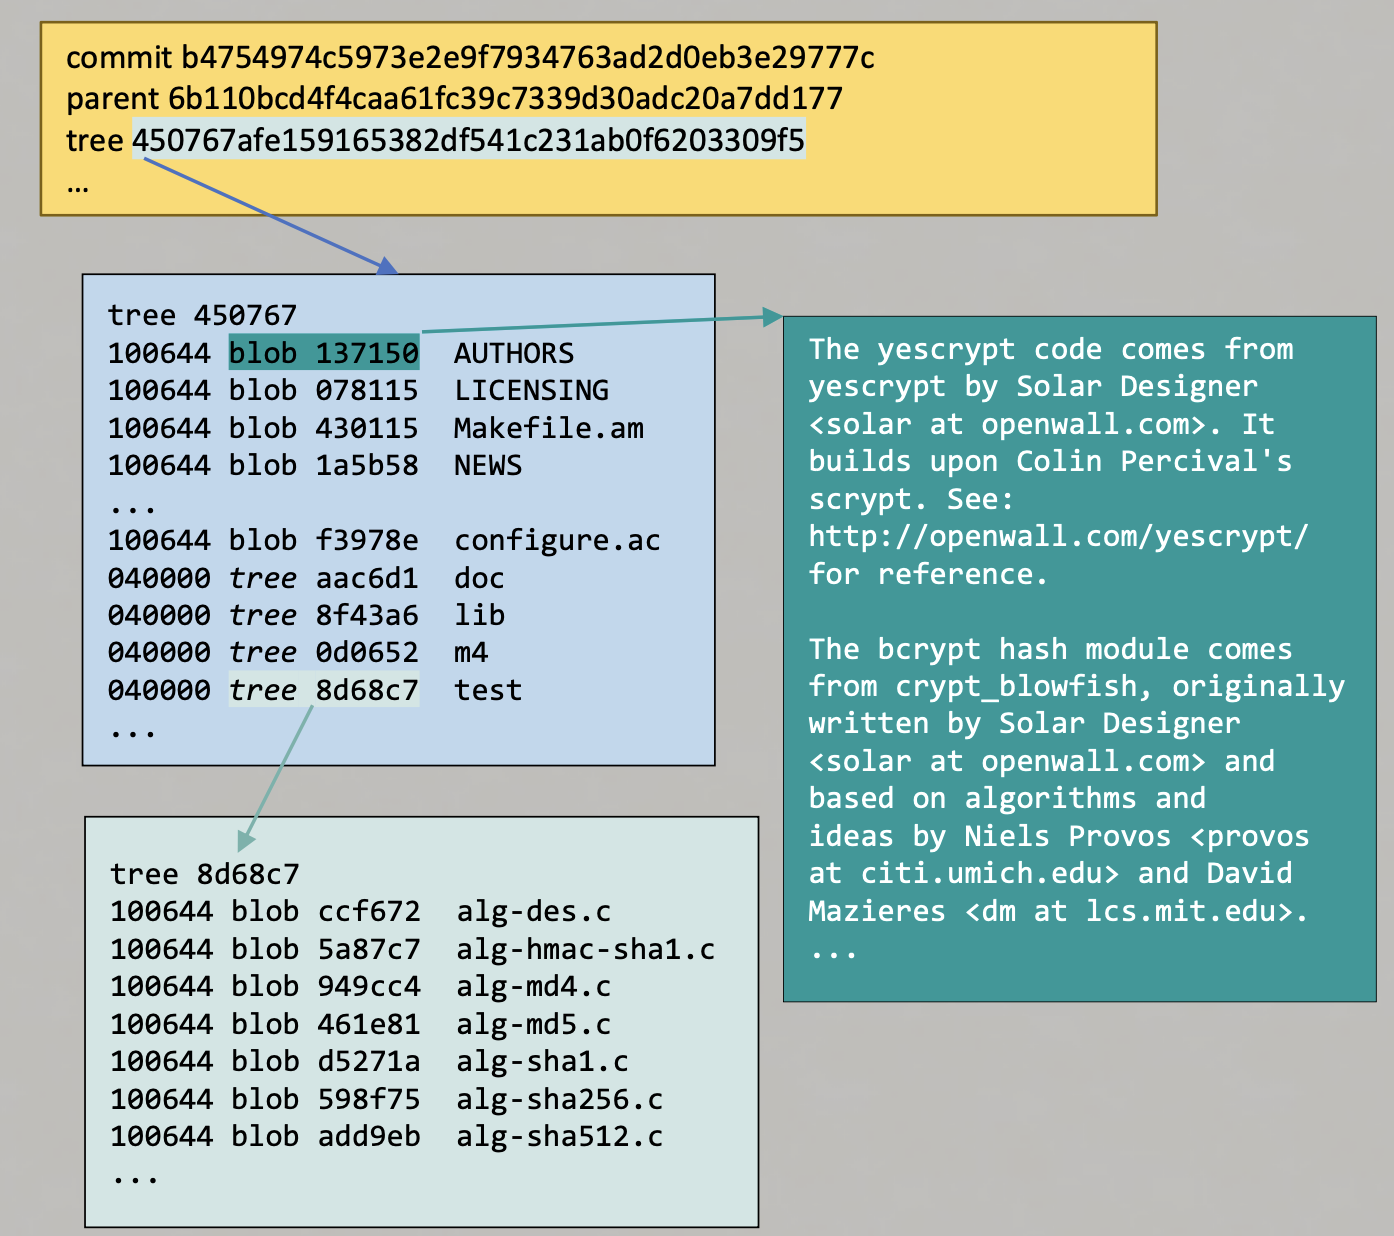 commit b4754974c5973e2e9f7934763ad2d0eb3e29777c
parent 6b110bcd4f4caa61fc39c7339d30adc20a7dd177
tree 450767afe159165382df541c231ab0f6203309f5
…
tree 450767
100644 blob 137150 AUTHORS
100644 blob 078115 LICENSING
100644 blob 430115 Makefile.am
100644 blob 1a5b58 NEWS
...
100644 blob f3978e configure.ac
040000 tree aac6d1 doc
040000 tree 8f43a6 lib
040000 tree 0d0652 m4
040000 tree 8d68c7 test
...
The yescrypt code comes from
yescrypt by Solar Designer
<solar at openwall.com>. It
builds upon Colin Percival's
scrypt. See:
http://openwall.com/yescrypt/
for reference.
The bcrypt hash module comes
from crypt_blowfish, originally
written by Solar Designer
<solar at openwall.com> and
based on algorithms and
ideas by Niels Provos <provos
at citi.umich.edu> and David
Mazieres <dm at lcs.mit.edu>.
...
tree 8d68c7
100644 blob ccf672 alg-des.c
100644 blob 5a87c7 alg-hmac-sha1.c
100644 blob 949cc4 alg-md4.c
100644 blob 461e81 alg-md5.c
100644 blob d5271a alg-sha1.c
100644 blob 598f75 alg-sha256.c
100644 blob add9eb alg-sha512.c
...